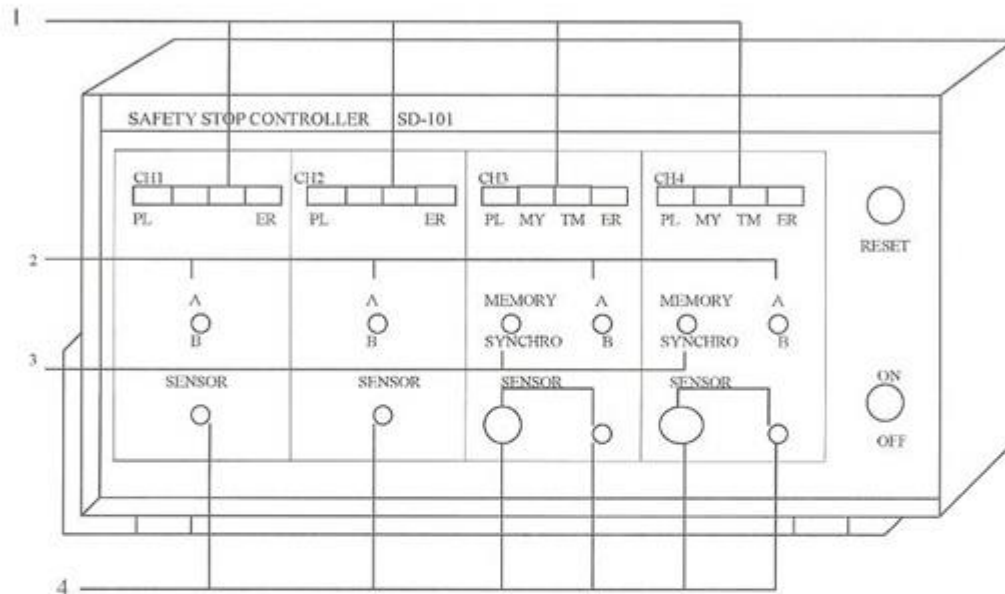 1
SAFETY STOP CONTROLLER SD-101
CH1 CH2 CH3 CH4
PL ER PL ER PL MY TM ER PL MY TM ER
RESET
2
A A MEMORY A MEMORY A
B B SYNCHRO B SYNCHRO B
3
SENSOR SENSOR SENSOR SENSOR
ON
OFF
4